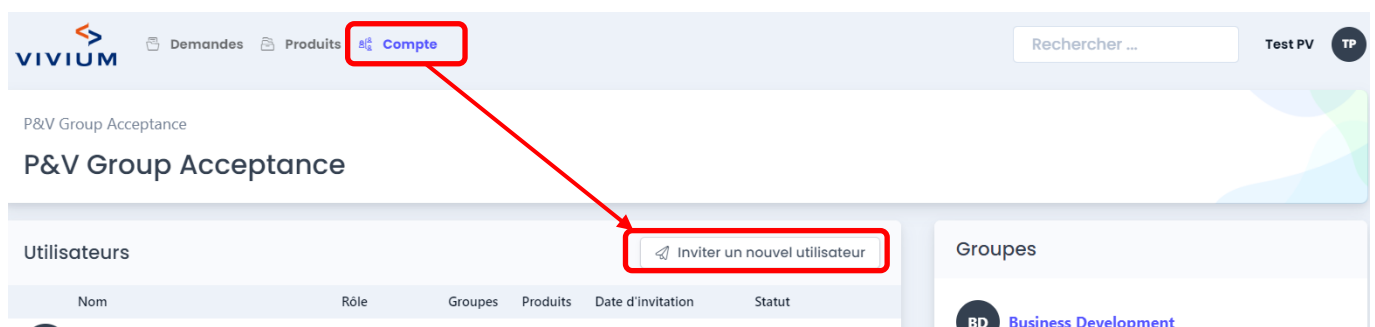 VIVIUM
Demandes Produits Compte
Rechercher ...
Test PV TP
P&V Group Acceptance
P&V Group Acceptance
Utilisateurs
Inviter un nouvel utilisateur
Nom Rôle Groupes Produits Date d'invitation Statut
Groupes
BD Business Development